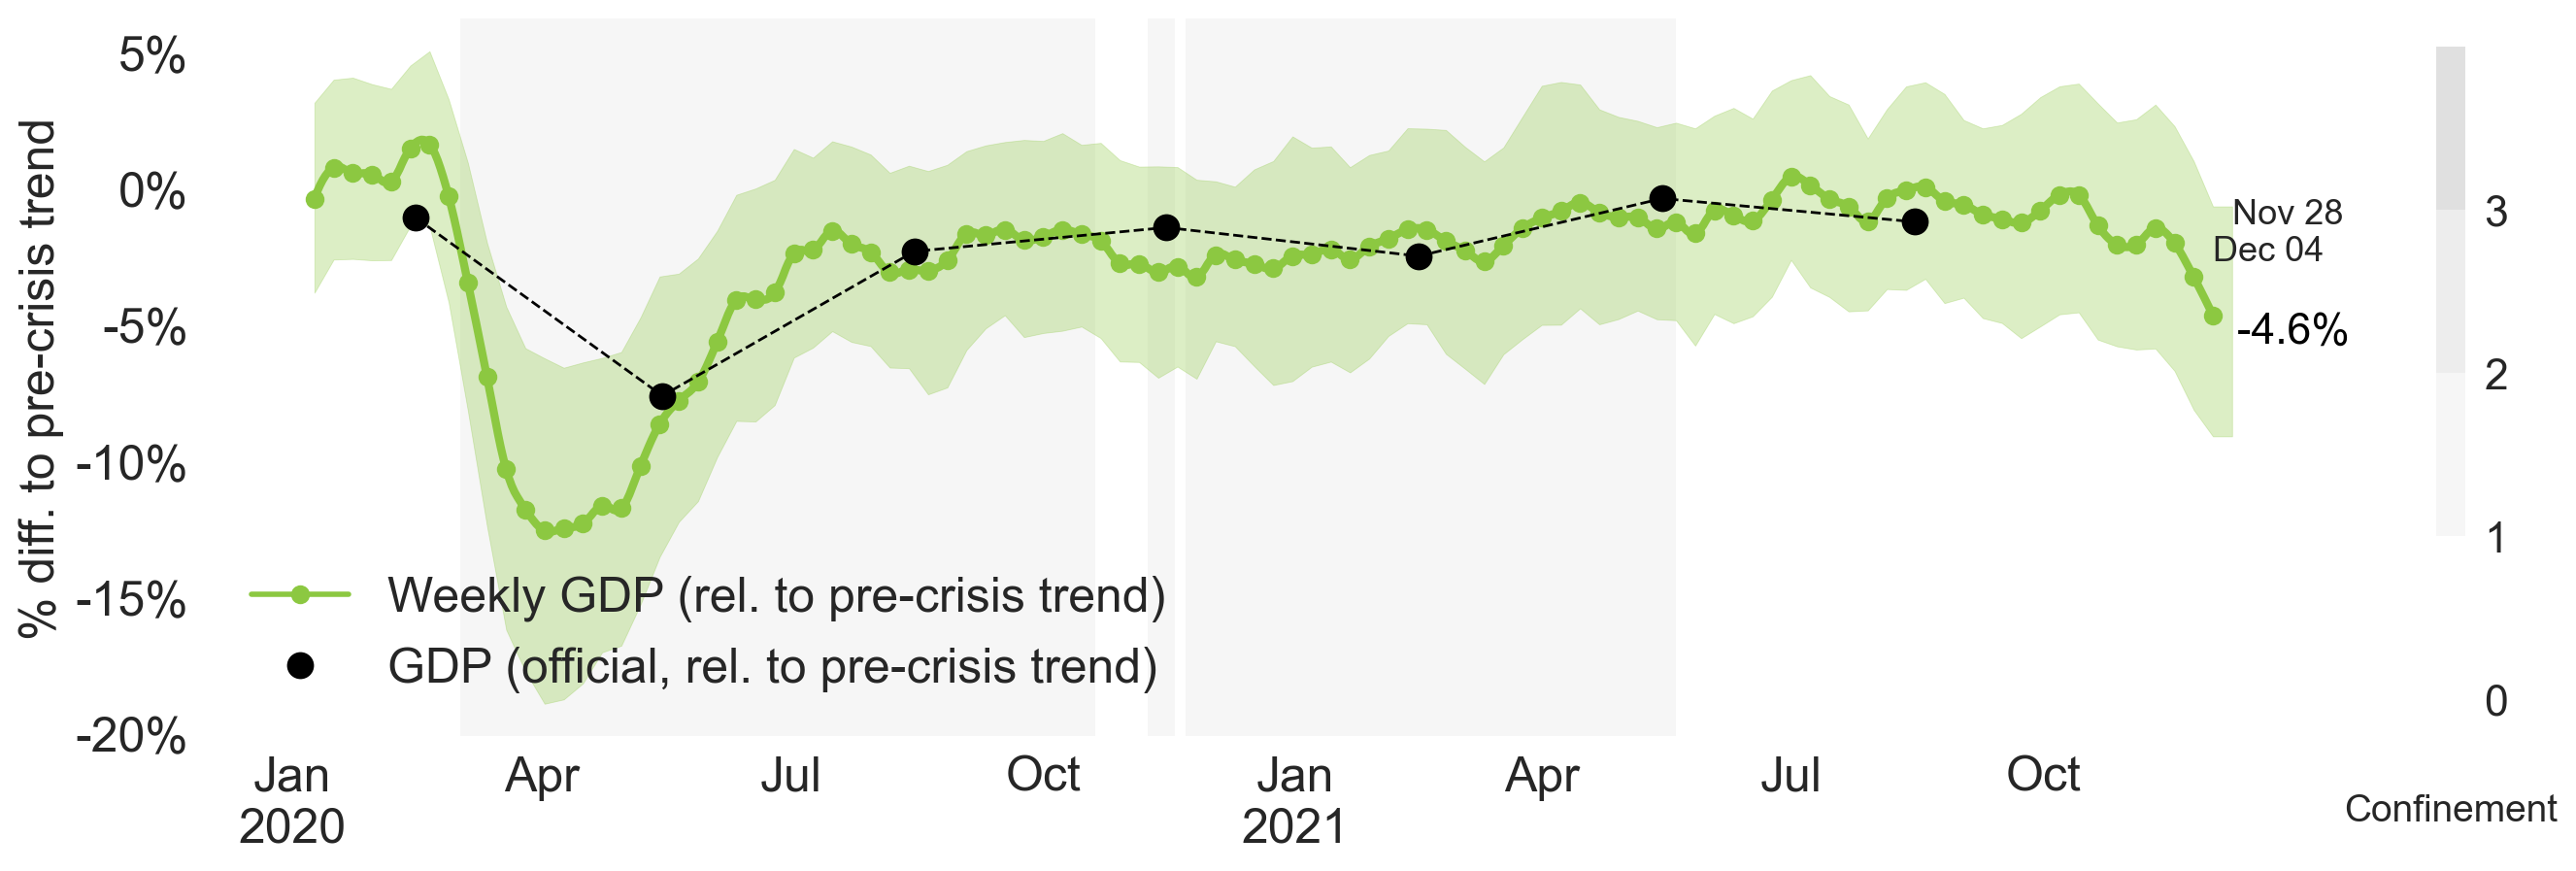 % diff. to pre-crisis trend
5%
0%
-5%
-10%
-15%
-20%
Nov 28
Dec 04
-4.6%
Weekly GDP (rel. to pre-crisis trend)
GDP (official, rel. to pre-crisis trend)
Jan Apr Jul Oct Jan Apr Jul Oct
2020 2021
3
2
1
0
Confinement